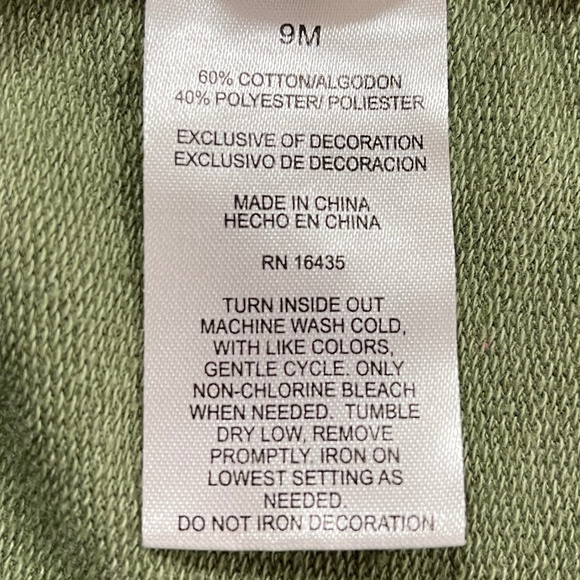 9M
60% COTTON/ALGODON
40% POLYESTER/ POLIESTER
EXCLUSIVE OF DECORATION
EXCLUSIVO DE DECORACION
MADE IN CHINA
HECHO EN CHINA
RN 16435
TURN INSIDE OUT
MACHINE WASH COLD,
WITH LIKE COLORS,
GENTLE CYCLE. ONLY
NON-CHLORINE BLEACH
WHEN NEEDED. TUMBLE
DRY LOW, REMOVE
PROMPTLY. IRON ON
LOWEST SETTING AS
NEEDED.
DO NOT IRON DECORATION